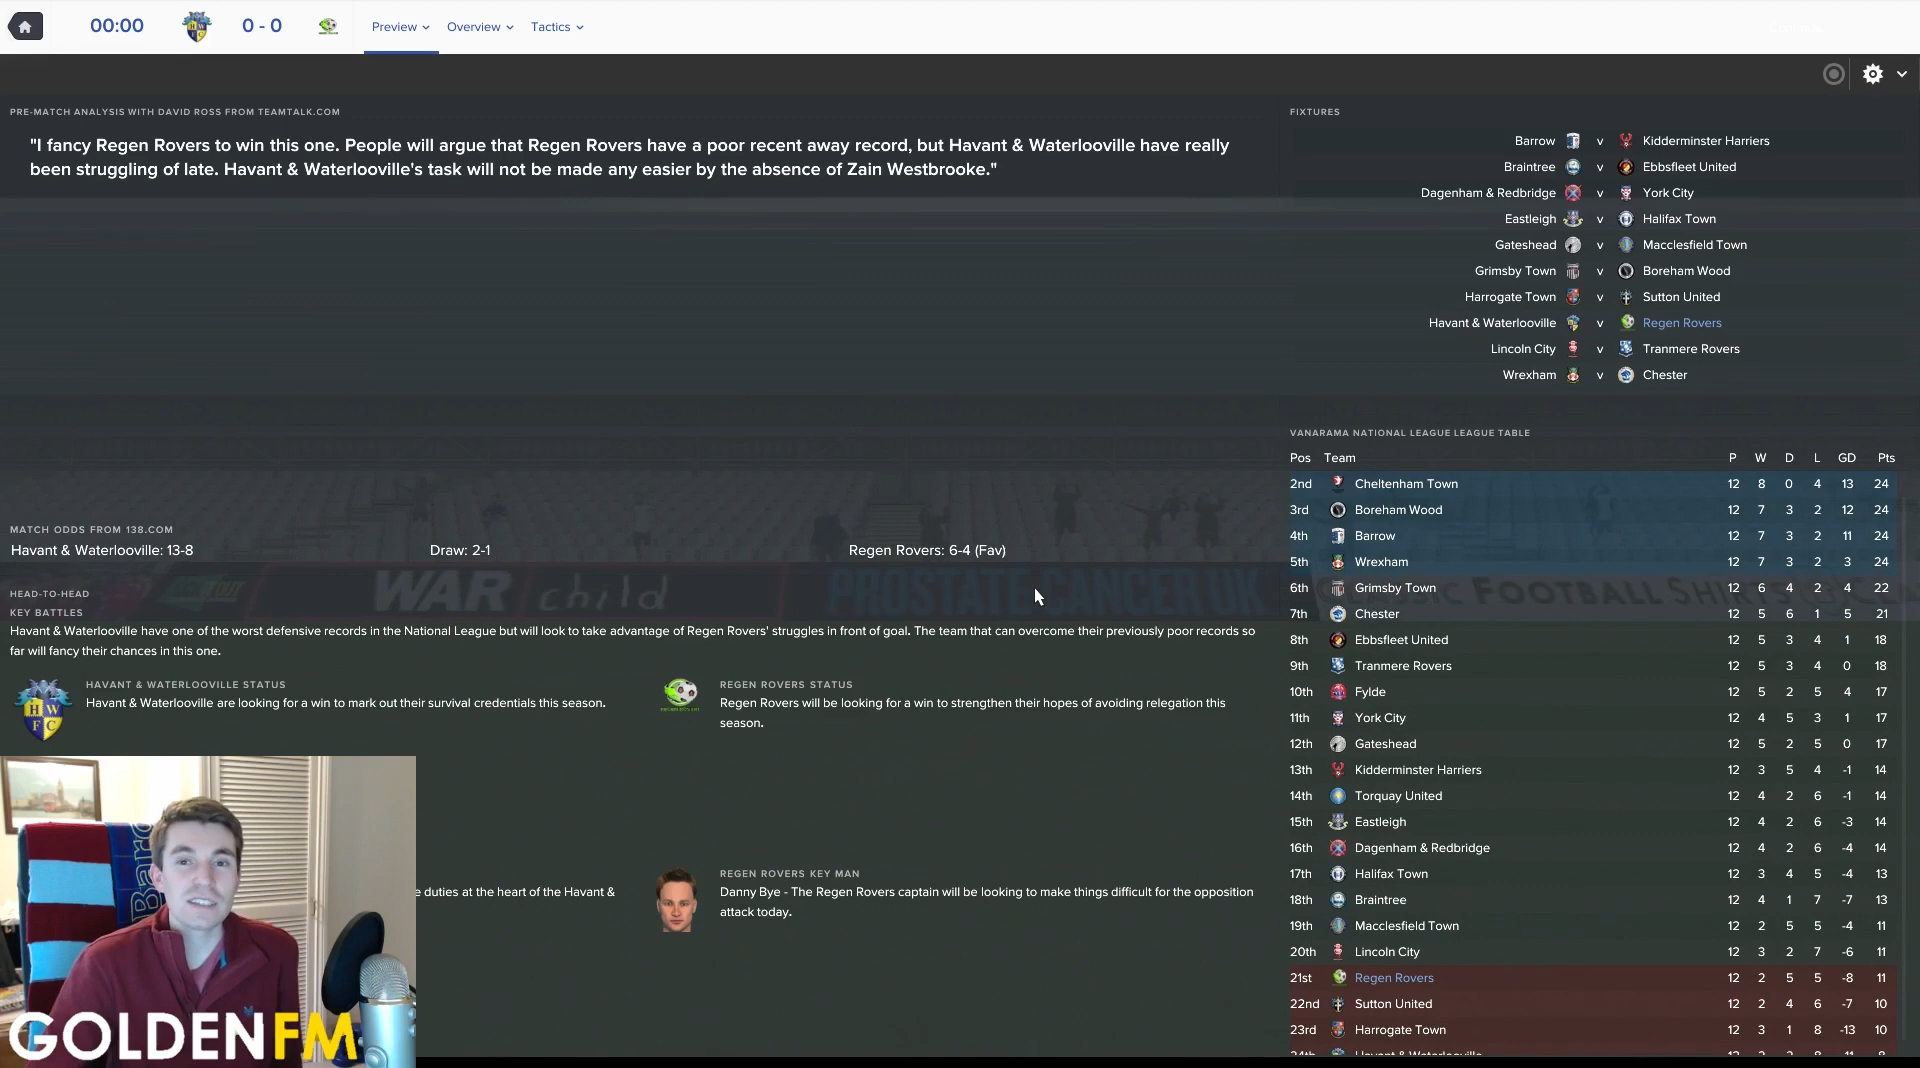 00:00
0 - 0
Preview
Overview
Tactics
PRE-MATCH ANALYSIS WITH DAVID ROSS FROM TEAMTALK.COM
"I fancy Regen Rovers to win this one. People will argue that Regen Rovers have a poor recent away record, but Havant & Waterlooville have really
been struggling of late. Havant & Waterlooville's task will not be made any easier by the absence of Zain Westbrooke."
MATCH ODDS FROM 138.COM
Havant & Waterlooville: 13-8
Draw: 2-1
Regen Rovers: 6-4 (Fav)
WAR child
PROSTATE CANCER UK
HEAD-TO-HEAD
KEY BATTLES
Havant & Waterlooville have one of the worst defensive records in the National League but will look to take advantage of Regen Rovers' struggles in front of goal. The team that can overcome their previously poor records so
far will fancy their chances in this one.
HAVANT & WATERLOOVILLE STATUS
Havant & Waterlooville are looking for a win to mark out their survival credentials this season.
REGEN ROVERS STATUS
Regen Rovers will be looking for a win to strengthen their hopes of avoiding relegation this
season.
e duties at the heart of the Havant &
REGEN ROVERS KEY MAN
Danny Bye - The Regen Rovers captain will be looking to make things difficult for the opposition
attack today.
GOLDENFM
FIXTURES
Barrow v Kidderminster Harriers
Braintree v Ebbsfleet United
Dagenham & Redbridge v York City
Eastleigh v Halifax Town
Gateshead v Macclesfield Town
Grimsby Town v Boreham Wood
Harrogate Town v Sutton United
Havant & Waterlooville v Regen Rovers
Lincoln City v Tranmere Rovers
Wrexham v Chester
VANARAMA NATIONAL LEAGUE LEAGUE TABLE
Pos Team P W D L GD Pts
2nd Cheltenham Town 12 8 0 4 13 24
3rd Boreham Wood 12 7 3 2 12 24
4th Barrow 12 7 3 2 11 24
5th Wrexham 12 7 3 2 3 24
6th Grimsby Town 12 6 4 2 4 22
7th Chester 12 5 6 1 5 21
8th Ebbsfleet United 12 5 3 4 1 18
9th Tranmere Rovers 12 5 3 4 0 18
10th Fylde 12 5 2 5 4 17
11th York City 12 4 5 3 1 17
12th Gateshead 12 5 2 5 0 17
13th Kidderminster Harriers 12 3 5 4 -1 14
14th Torquay United 12 4 2 6 -1 14
15th Eastleigh 12 4 2 6 -3 14
16th Dagenham & Redbridge 12 4 2 6 -4 14
17th Halifax Town 12 3 4 5 -4 13
18th Braintree 12 4 1 7 -7 13
19th Macclesfield Town 12 2 5 5 -4 11
20th Lincoln City 12 3 2 7 -6 11
21st Regen Rovers 12 2 5 5 -8 11
22nd Sutton United 12 2 4 6 -7 10
23rd Harrogate Town 12 3 1 8 -13 10
24th Havant & Waterlooville